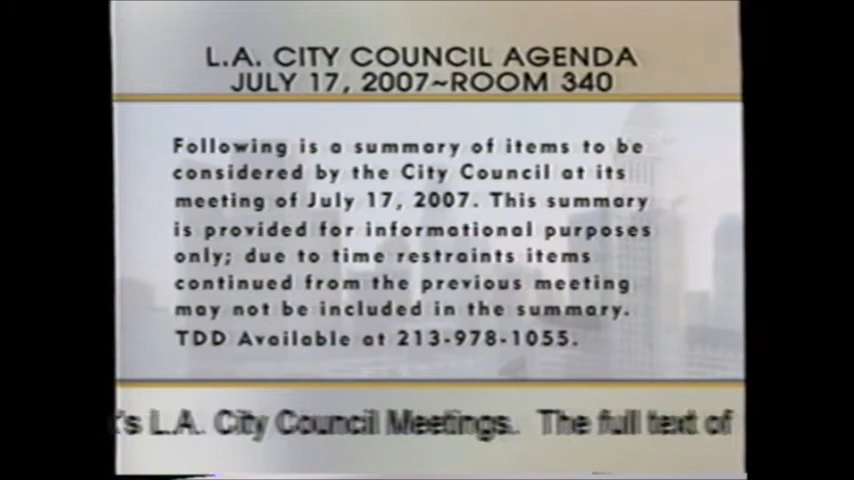 L.A. CITY COUNCIL AGENDA
JULY 17, 2007~ROOM 340
Following is a summary of items to be
considered by the City Council at its
meeting of July 17, 2007. This summary
is provided for informational purposes
only; due to time restraints items
continued from the previous meeting
may not be included in the summary.
TDD Available at 213-978-1055.
's L.A. City Council Meetings. The full text of